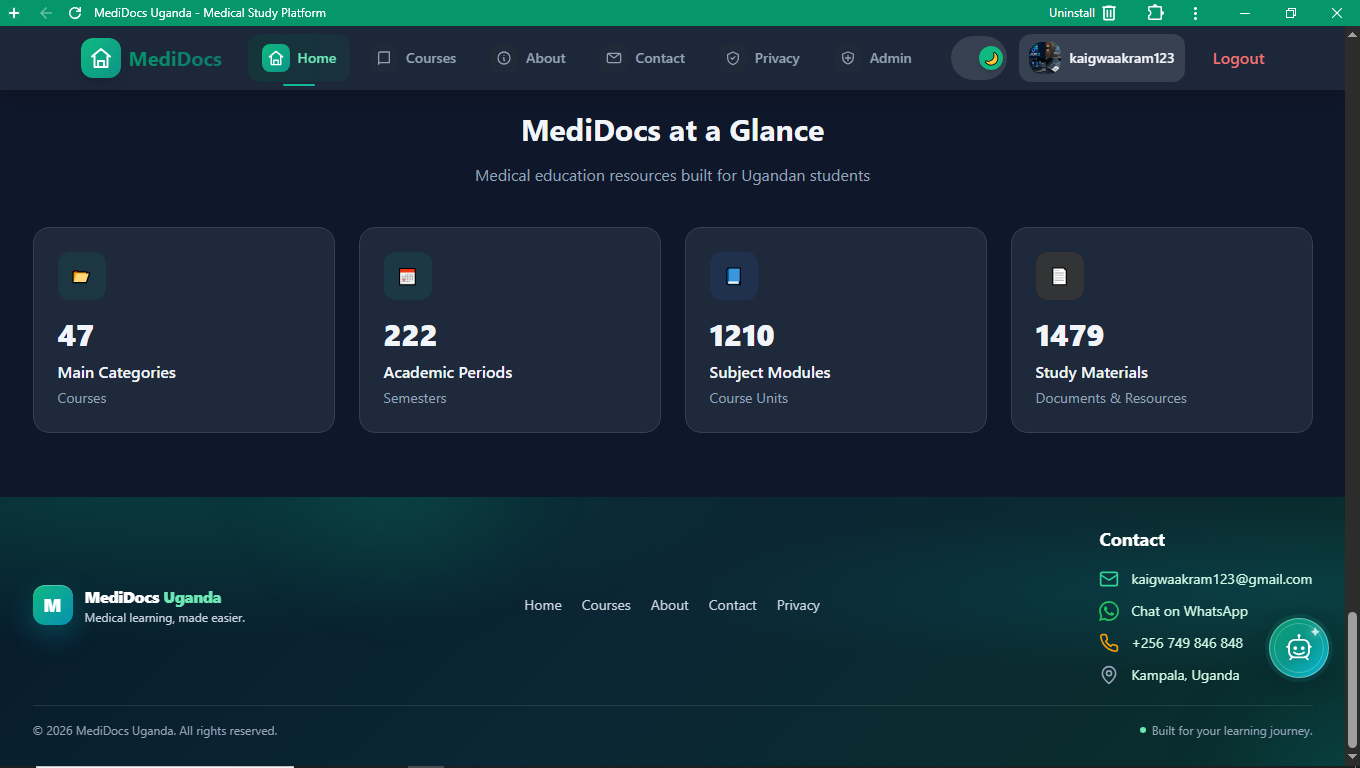 MediDocs Uganda - Medical Study Platform
Uninstall
MediDocs
Home
Courses
About
Contact
Privacy
Admin
kaigwaakram123
Logout
MediDocs at a Glance
Medical education resources built for Ugandan students
47
Main Categories
Courses
222
Academic Periods
Semesters
1210
Subject Modules
Course Units
1479
Study Materials
Documents & Resources
M
MediDocs Uganda
Medical learning, made easier.
Home
Courses
About
Contact
Privacy
Contact
kaigwaakram123@gmail.com
Chat on WhatsApp
+256 749 846 848
Kampala, Uganda
© 2026 MediDocs Uganda. All rights reserved.
Built for your learning journey.